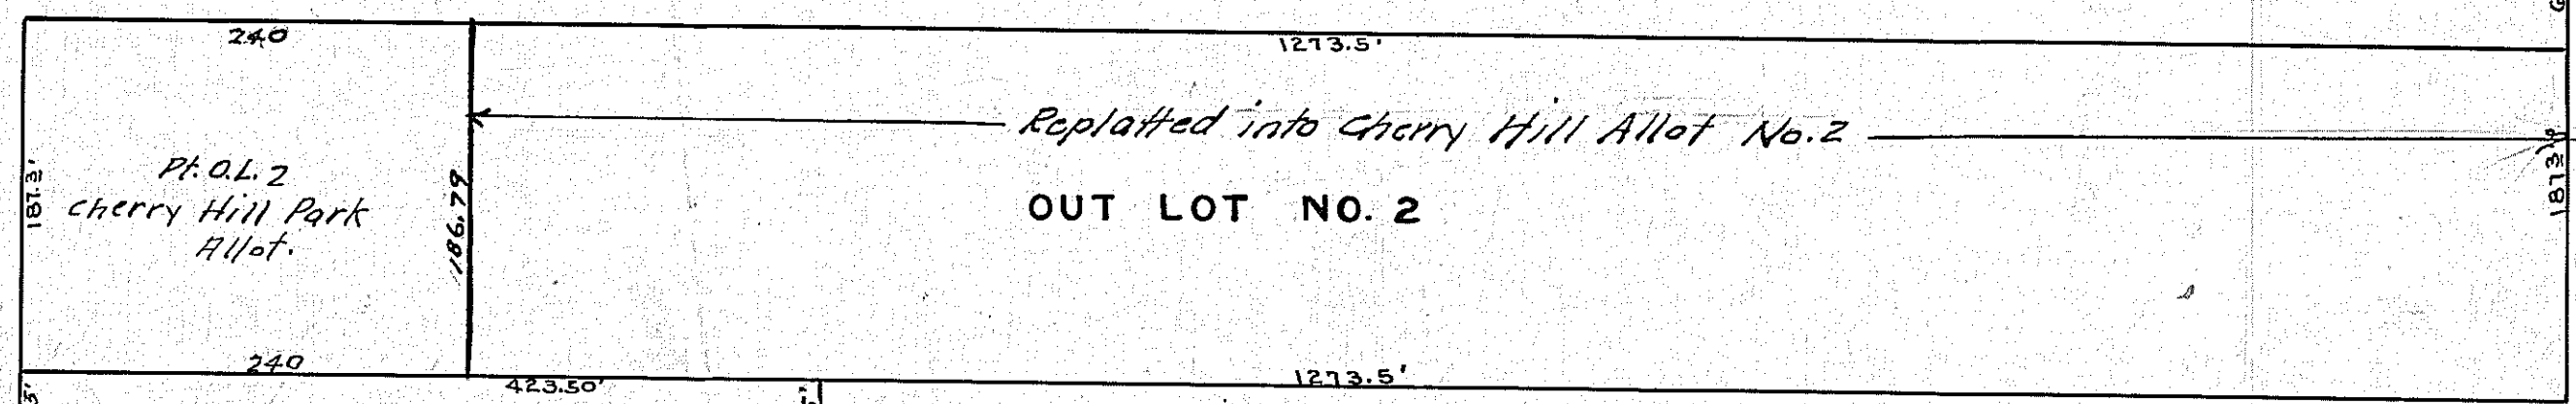 240
1273.5'
Replatted into Cherry Hill Allot No.2
187.3'
Pt. O.L. 2
Cherry Hill Park
Allot.
186.79
OUT LOT NO. 2
187.3'
240
423.50'
1273.5'